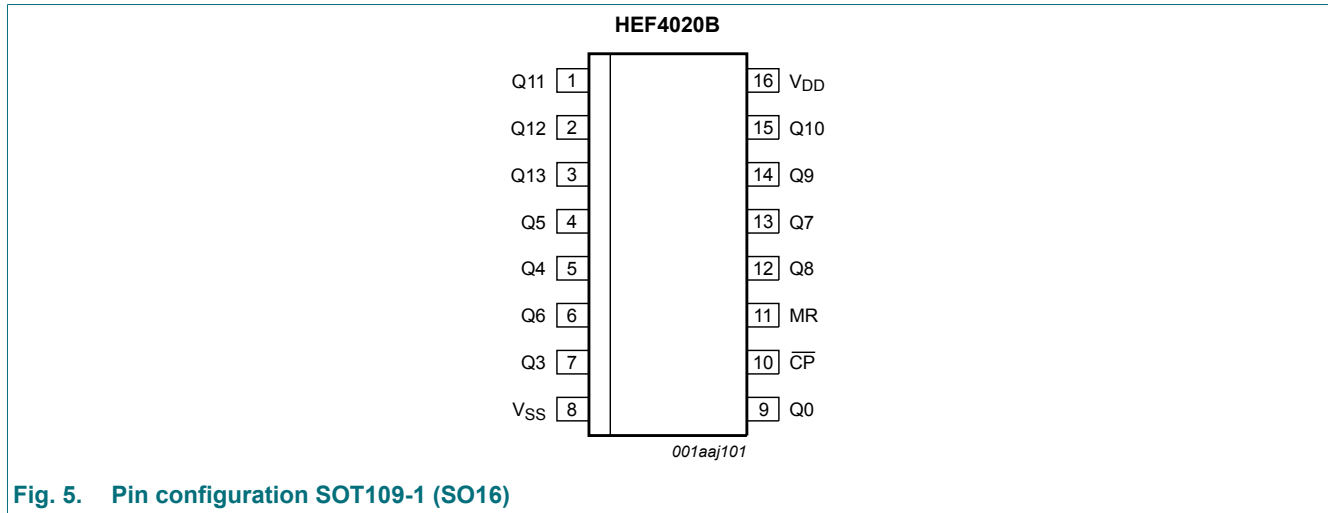 HEF4020B
Q11 1 16 VDD
Q12 2 15 Q10
Q13 3 14 Q9
Q5 4 13 Q7
Q4 5 12 Q8
Q6 6 11 MR
Q3 7 10 C̅P̅
VSS 8 9 Q0
001aaj101
Fig. 5. Pin configuration SOT109-1 (SO16)